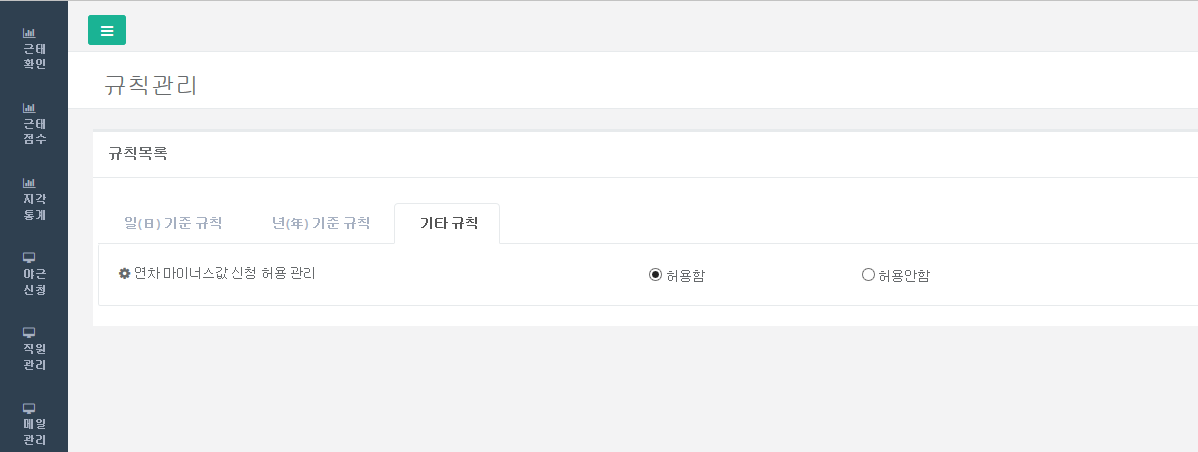 근태
확인
근태
점수
지각
통계
야근
신청
직원
관리
메일
관리
규칙관리
규칙목록
일(日) 기준 규칙 년(年) 기준 규칙 기타 규칙
연차 마이너스값 신청 허용 관리 허용함 허용안함